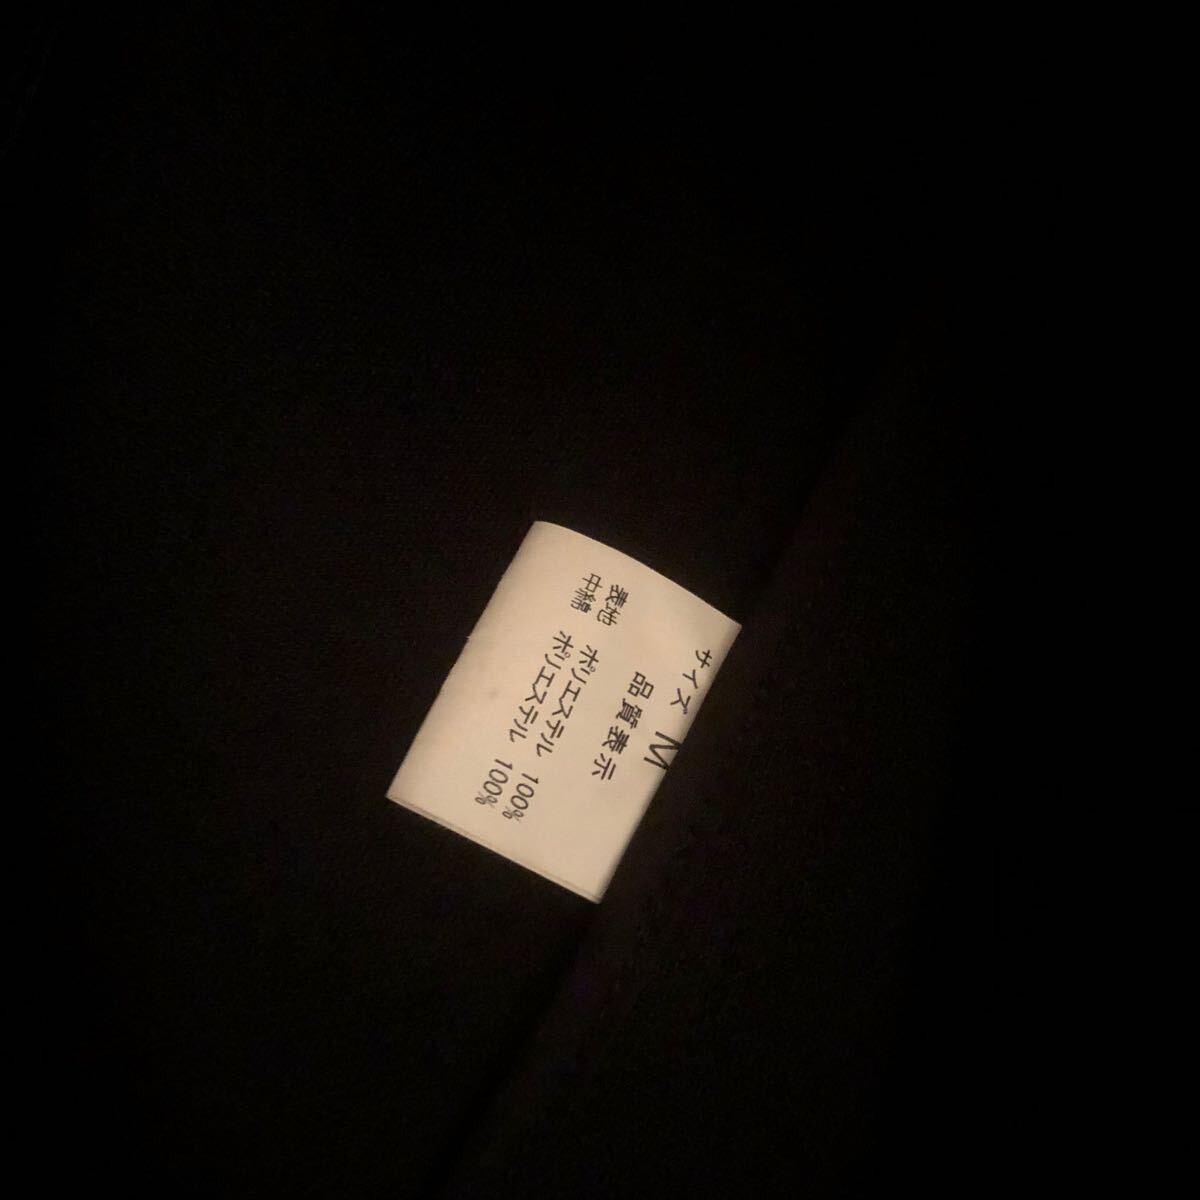 サイズ M
品質表示
表地 ポリエステル 100%
中綿 ポリエステル 100%